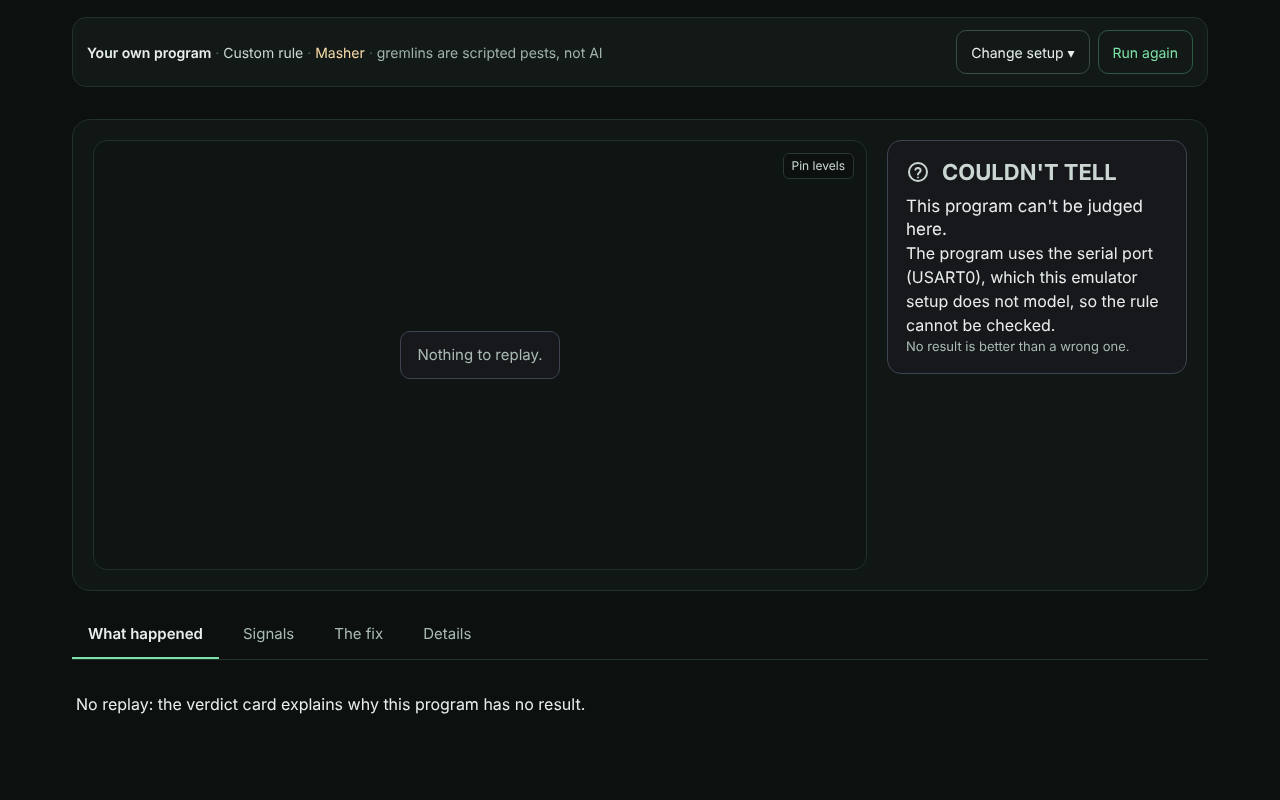 Your own program · Custom rule · Masher · gremlins are scripted pests, not AI
Change setup ▾
Run again
Pin levels
Nothing to replay.
COULDN'T TELL
This program can't be judged
here.
The program uses the serial port
(USART0), which this emulator
setup does not model, so the rule
cannot be checked.
No result is better than a wrong one.
What happened
Signals
The fix
Details
No replay: the verdict card explains why this program has no result.